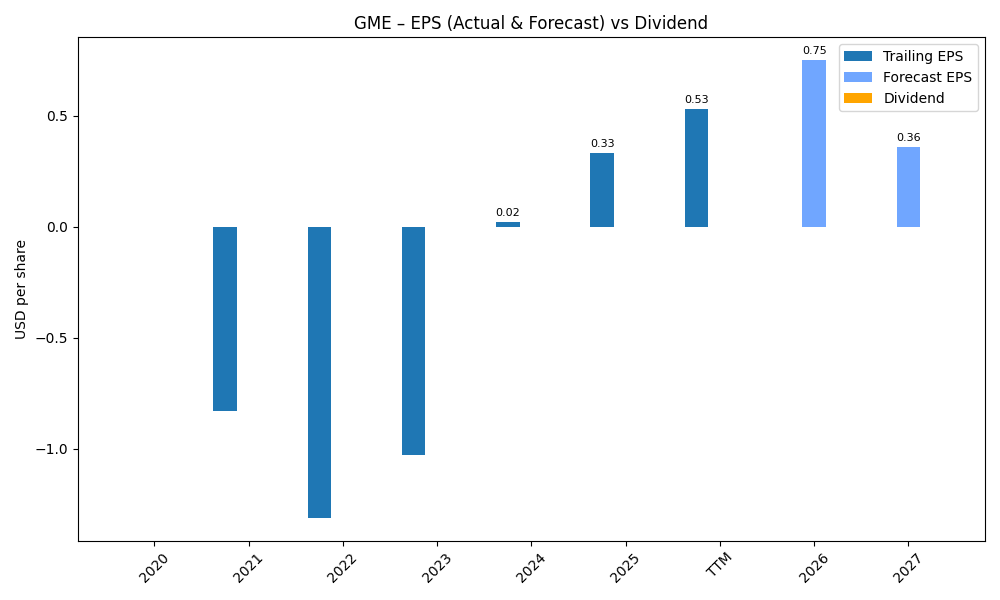 GME – EPS (Actual & Forecast) vs Dividend
Trailing EPS
Forecast EPS
Dividend
0.75
0.53
0.36
0.33
0.02
0.5
0.0
−0.5
−1.0
USD per share
2020
2021
2022
2023
2024
2025
TTM
2026
2027